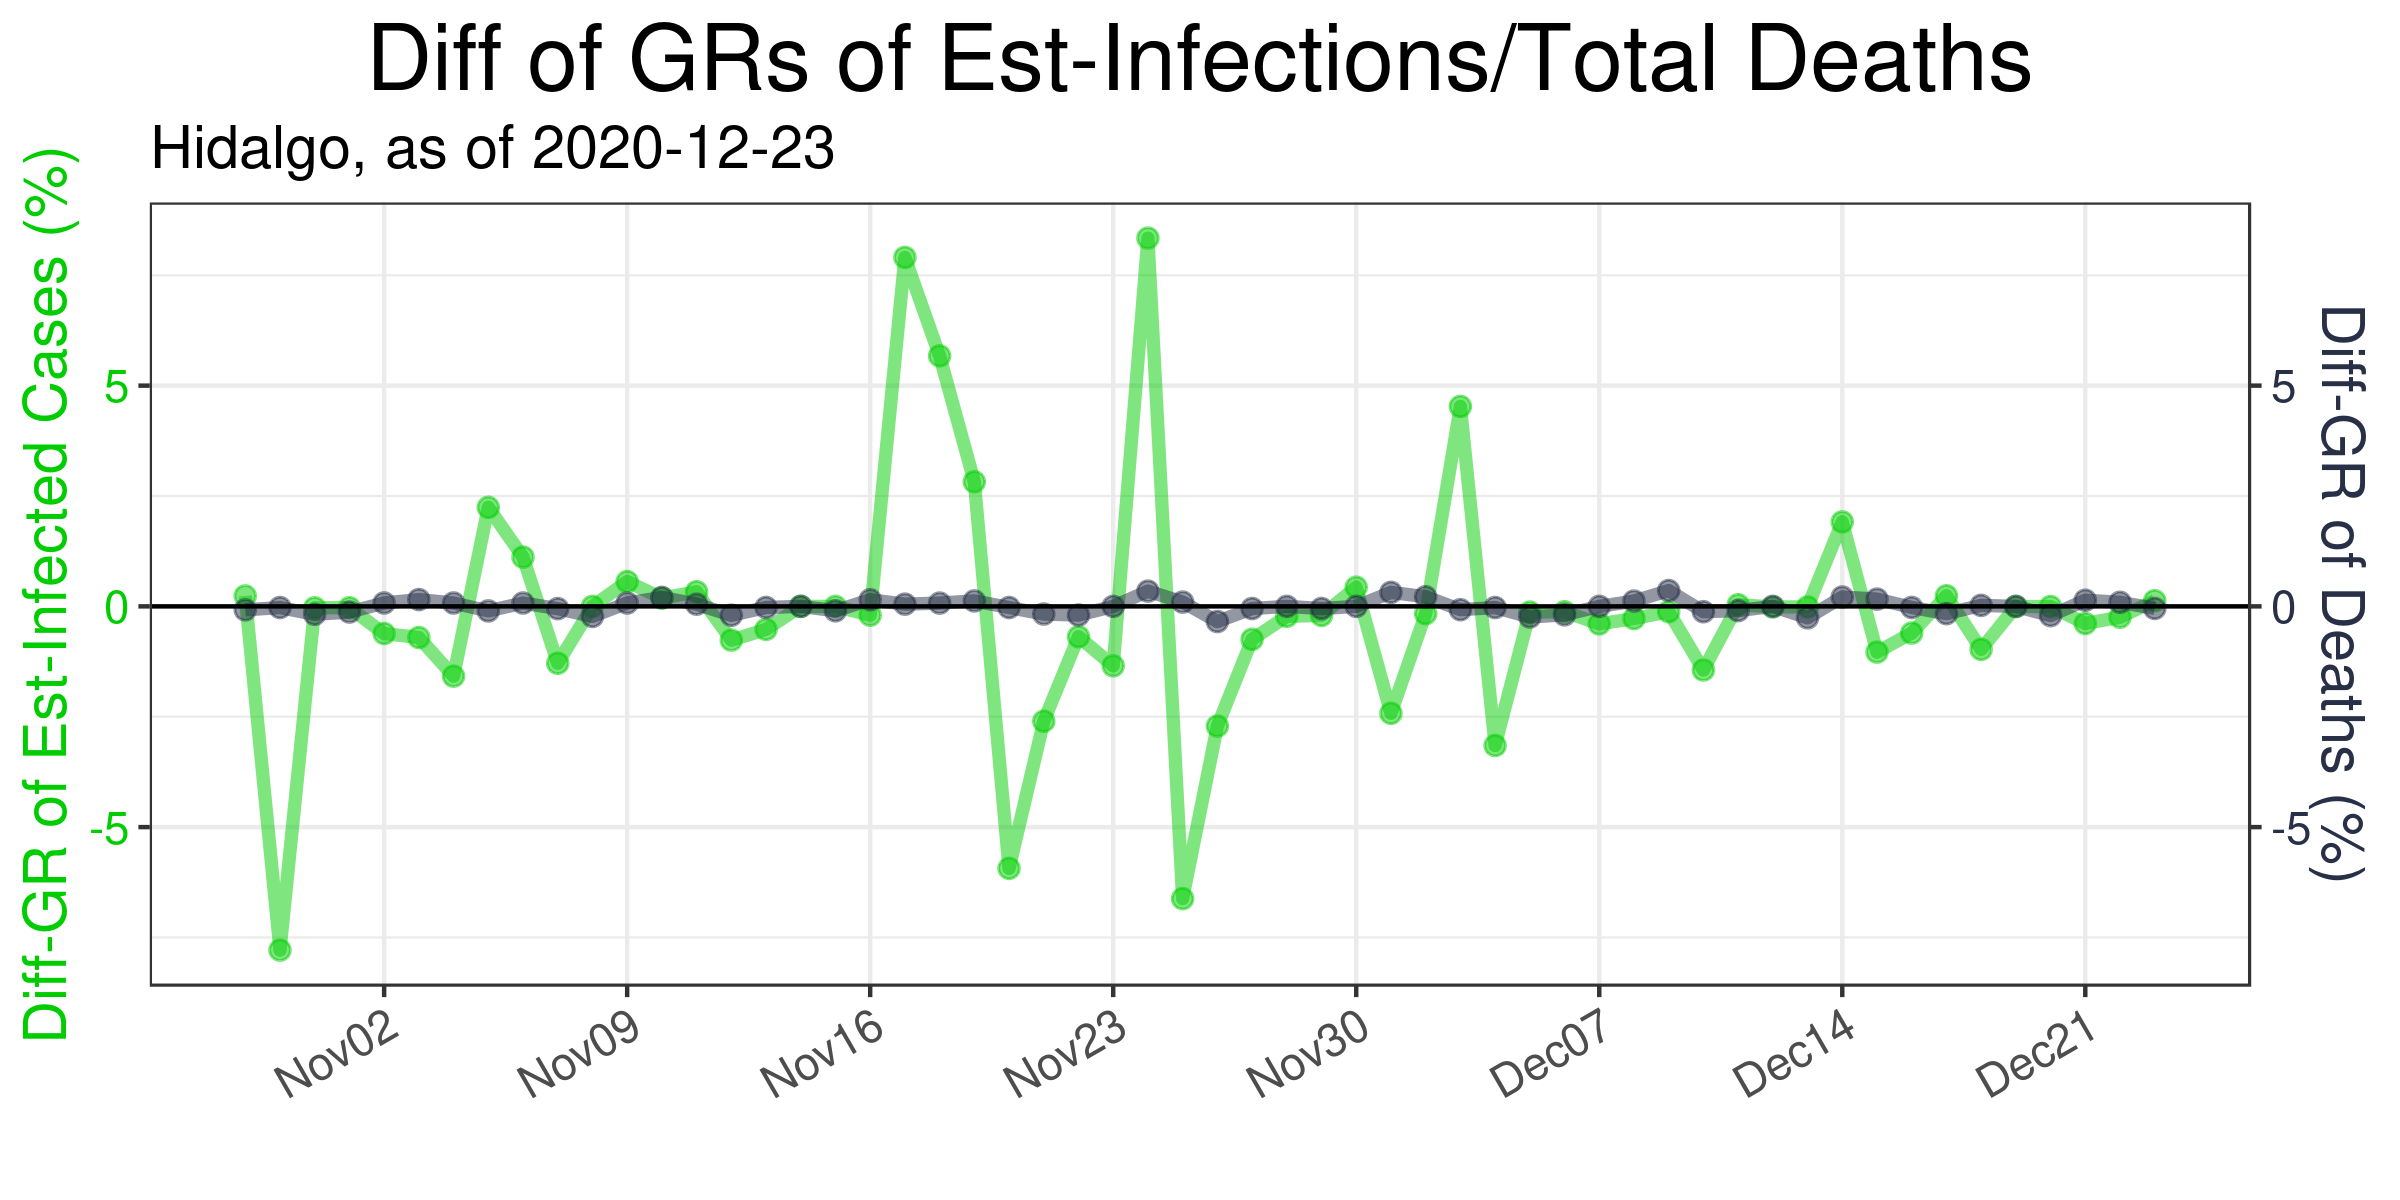 Diff of GRs of Est-Infections/Total Deaths
Hidalgo, as of 2020-12-23
Diff-GR of Est-Infected Cases (%)
5
0
-5
5
0
-5
Diff-GR of Deaths (%)
Nov02
Nov09
Nov16
Nov23
Nov30
Dec07
Dec14
Dec21